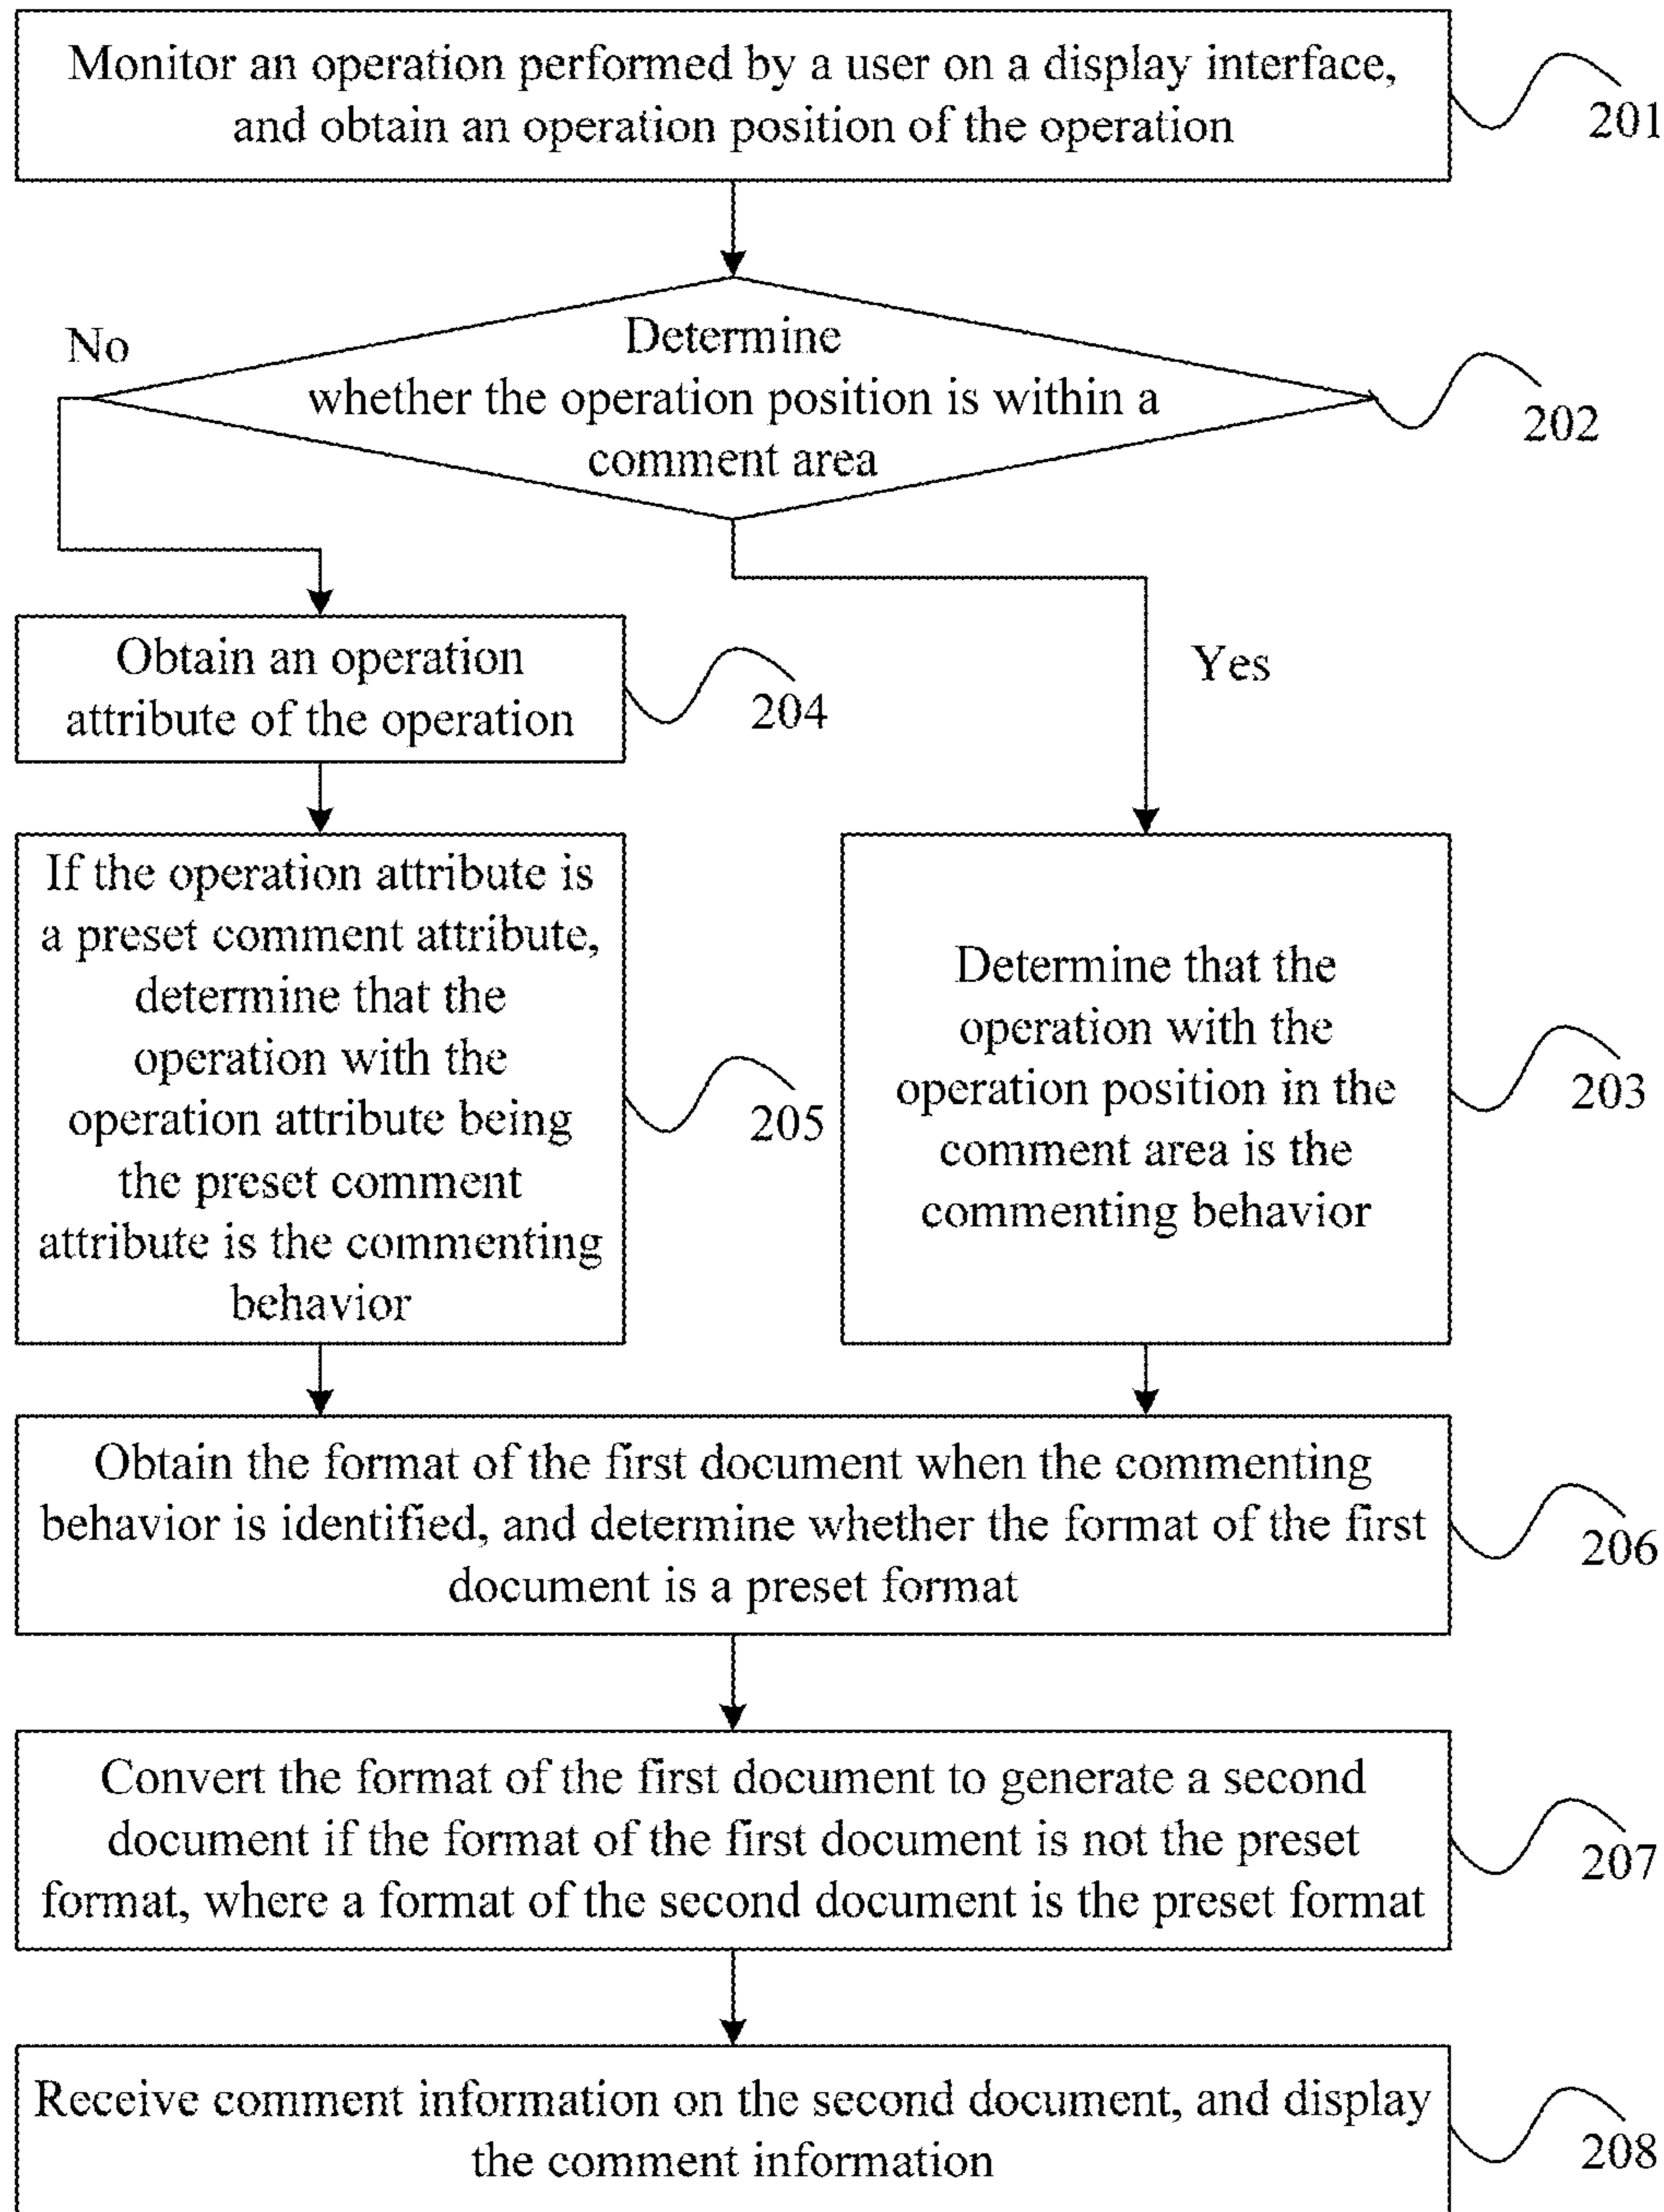 Monitor an operation performed by a user on a display interface,
and obtain an operation position of the operation
201
Determine
whether the operation position is within a
comment area
No
202
Obtain an operation
attribute of the operation
204
Yes
If the operation attribute is
a preset comment attribute,
determine that the
operation with the
operation attribute being
the preset comment
attribute is the commenting
behavior
205
Determine that the
operation with the
operation position in the
comment area is the
commenting behavior
203
Obtain the format of the first document when the commenting
behavior is identified, and determine whether the format of the first
document is a preset format
206
Convert the format of the first document to generate a second
document if the format of the first document is not the preset
format, where a format of the second document is the preset format
207
Receive comment information on the second document, and display
the comment information
208